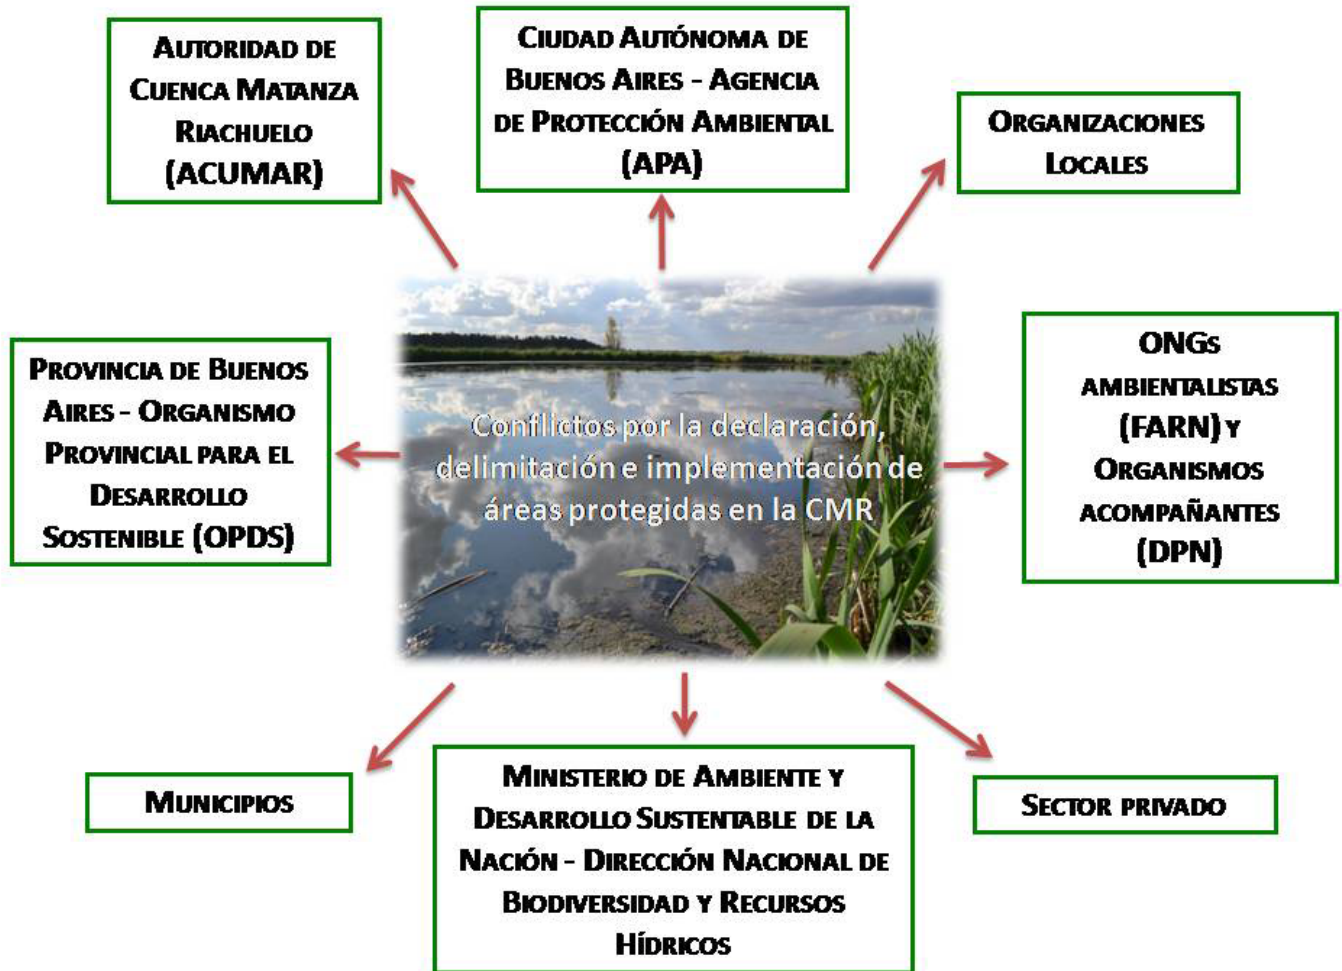 AUTORIDAD DE
CUENCA MATANZA
RIACHUELO
(ACUMAR)
CIUDAD AUTÓNOMA DE
BUENOS AIRES - AGENCIA
DE PROTECCIÓN AMBIENTAL
(APA)
ORGANIZACIONES
LOCALES
PROVINCIA DE BUENOS
AIRES - ORGANISMO
PROVINCIAL PARA EL
DESARROLLO
SOSTENIBLE (OPDS)
Conflictos por la declaración,
delimitación e implementación de
áreas protegidas en la CMR
ONGS
AMBIENTALISTAS
(FARN) Y
ORGANISMOS
ACOMPAÑANTES
(DPN)
MUNICIPIOS
MINISTERIO DE AMBIENTE Y
DESARROLLO SUSTENTABLE DE LA
NACIÓN - DIRECCIÓN NACIONAL DE
BIODIVERSIDAD Y RECURSOS
HÍDRICOS
SECTOR PRIVADO